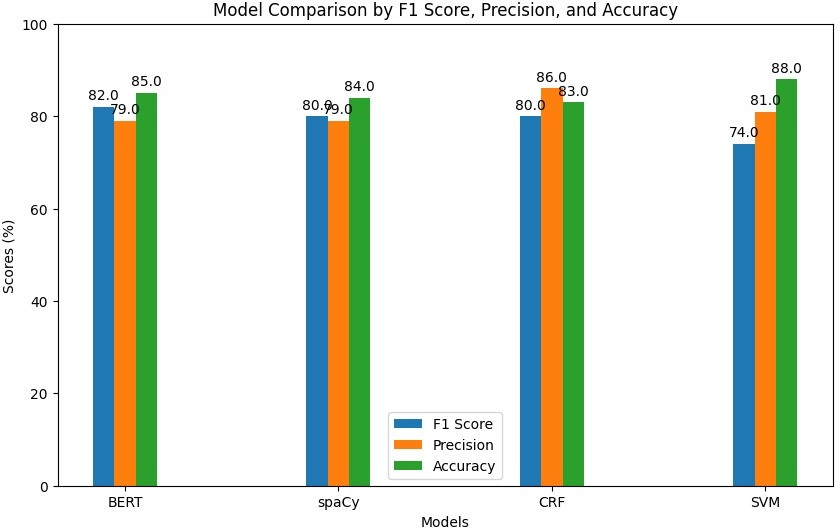 Model Comparison by F1 Score, Precision, and Accuracy
Scores (%)
100
80
60
40
20
0
82.0
79.0
85.0
80.0
79.0
84.0
80.0
86.0
83.0
74.0
81.0
88.0
F1 Score
Precision
Accuracy
BERT
spaCy
CRF
SVM
Models